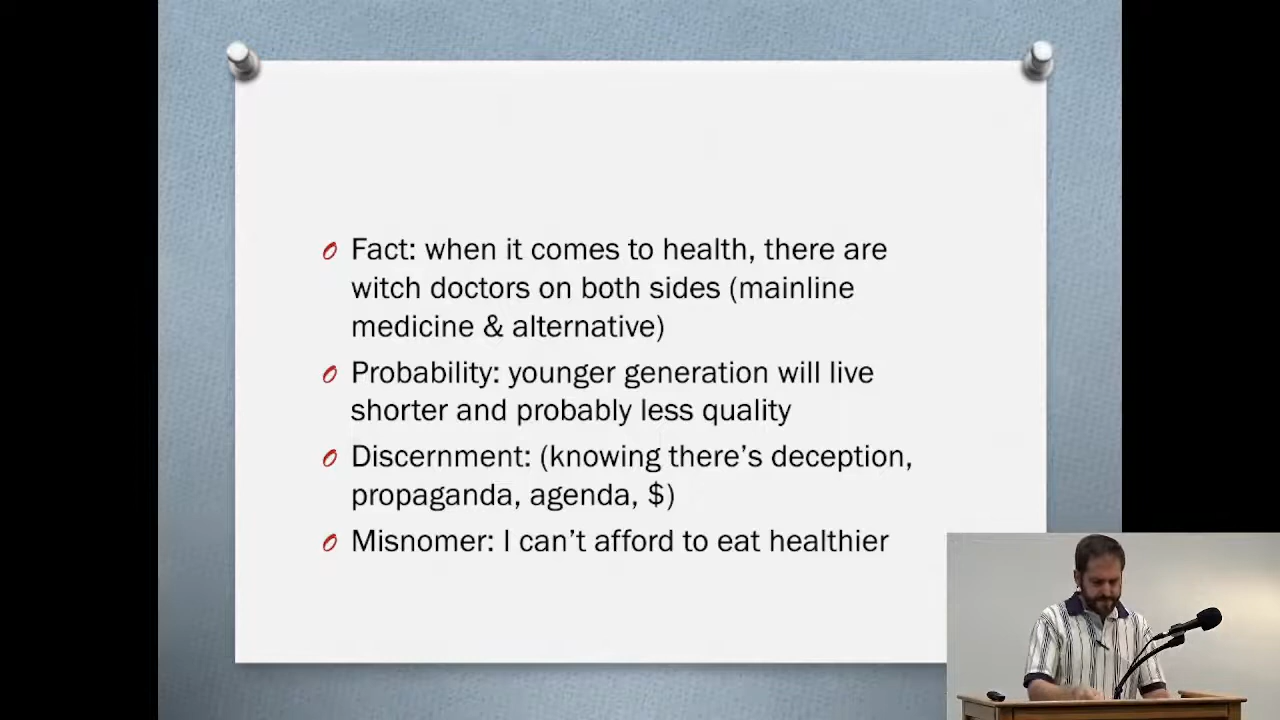 Fact: when it comes to health, there are
witch doctors on both sides (mainline
medicine & alternative)
Probability: younger generation will live
shorter and probably less quality
Discernment: (knowing there’s deception,
propaganda, agenda, $)
Misnomer: I can’t afford to eat healthier